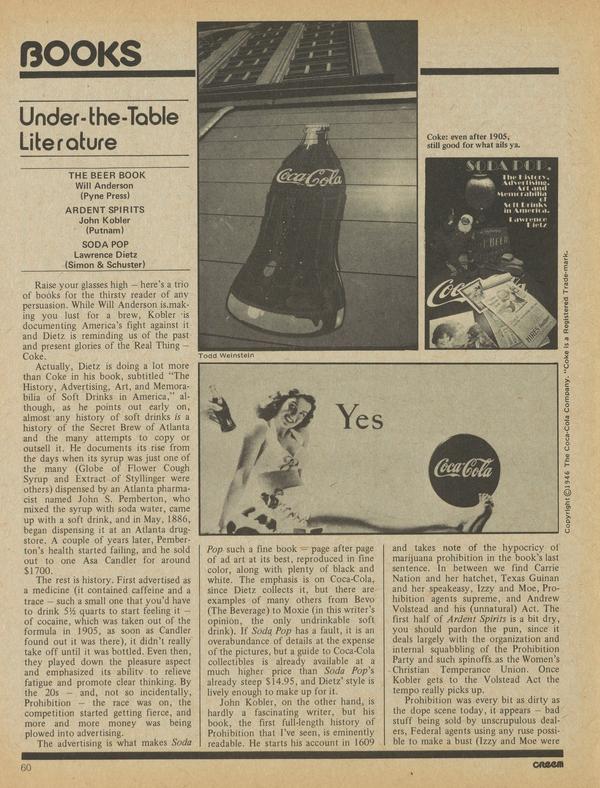 BOOKS
Under-the-Table
Literature
THE BEER BOOK
Will Anderson
(Pyne Press)
ARDENT SPIRITS
John Kobler
(Putnam)
SODA POP
Lawrence Dietz
(Simon & Schuster)
Raise your glasses high — here's a trio
of books for the thirsty reader of any
persuasion. While Will Anderson is.mak-
ing you lust for a brew, Kobler is
documenting America's fight against it
and Dietz is reminding us of the past
and present glories of the Real Thing —
Coke.
Actually, Dietz is doing a lot more
than Coke in his book, subtitled "The
History, Advertising, Art, and Memora-
bilia of Soft Drinks in America," al-
though, as he points out early on,
almost any history of soft drinks is a
history of the Secret Brew of Atlanta
and the many attempts to copy or
outsell it. He documents its rise from
the days when its syrup was just one of
the many (Globe of Flower Cough
Syrup and Extract of Styllinger were
others) dispensed by an Atlanta pharma-
cist named John S. Pemberton, who
mixed the syrup with soda water, came
up with a soft drink, and in May, 1886,
began dispensing it at an Atlanta drug-
store. A couple of years later, Pember-
ton's health started failing, and he sold
out to one Asa Candler for around
$1700.
The rest is history. First advertised as
a medicine (it contained caffeine and a
trace — such a small one that you'd have
to drink 5½ quarts to start feeling it —
of cocaine, which was taken out of the
formula in 1905, as soon as Candler
found out it was there), it didn't really
take off until it was bottled. Even then,
they played down the pleasure aspect
and emphasized its ability to relieve
fatigue and promote clear thinking. By
the 20s — and, not so incidentally,
Prohibition — the race was on, the
competition started getting fierce, and
more and more money was being
plowed into advertising.
The advertising is what makes Soda
Coca-Cola
Todd Weinstein
Coke: even after 1905,
still good for what ails ya.
SODA POP.
The History,
Advertising,
Art and
Memorabilia
of
Soft Drinks
in America.
Lawrence
Dietz
Yes
Coca-Cola
Copyright ©1946 The Coca-Cola Company. "Coke is a Registered Trade-mark.
Pop such a fine book — page after page
of ad art at its best, reproduced in fine
color, along with plenty of black and
white. The emphasis is on Coca-Cola,
since Dietz collects it, but there are
examples of many others from Bevo
(The Beverage) to Moxie (in this writer's
opinion, the only undrinkable soft
drink). If Soda Pop has a fault, it is an
overabundance of details at the expense
of the pictures, but a guide to Coca-Cola
collectibles is already available at a
much higher price than Soda Pop's
already steep $14.95, and Dietz' style is
lively enough to make up for it.
John Kobler, on the other hand, is
hardly a fascinating writer, but his
book, the first full-length history of
Prohibition that I've seen, is eminently
readable. He starts his account in 1609
and takes note of the hypocricy of
marijuana prohibition in the book's last
sentence. In between we find Carrie
Nation and her hatchet, Texas Guinan
and her speakeasy, Izzy and Moe, Pro-
hibition agents supreme, and Andrew
Volstead and his (unnatural) Act. The
first half of Ardent Spirits is a bit dry,
you should pardon the pun, since it
deals largely with the organization and
internal squabbling of the Prohibition
Party and such spinoffs as the Women's
Christian Temperance Union. Once
Kobler gets to the Volstead Act the
tempo really picks up.
Prohibition was every bit as dirty as
the dope scene today, it appears — bad
stuff being sold by unscrupulous deal-
ers, Federal agents using any ruse possi-
ble to make a bust (Izzy and Moe were
60
CREEM